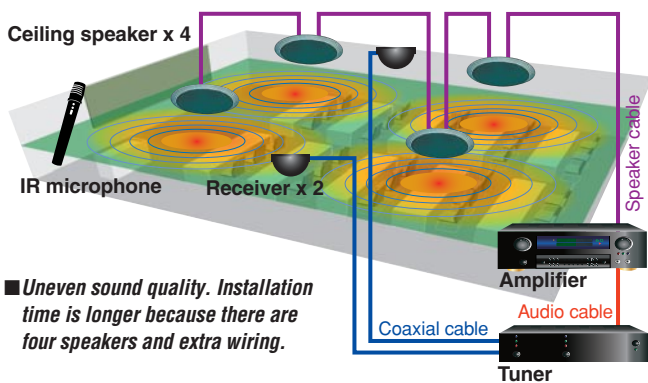 Ceiling speaker x 4
Speaker cable
IR microphone
Receiver x 2
Amplifier
■Uneven sound quality. Installation
time is longer because there are
four speakers and extra wiring.
Audio cable
Coaxial cable
Tuner